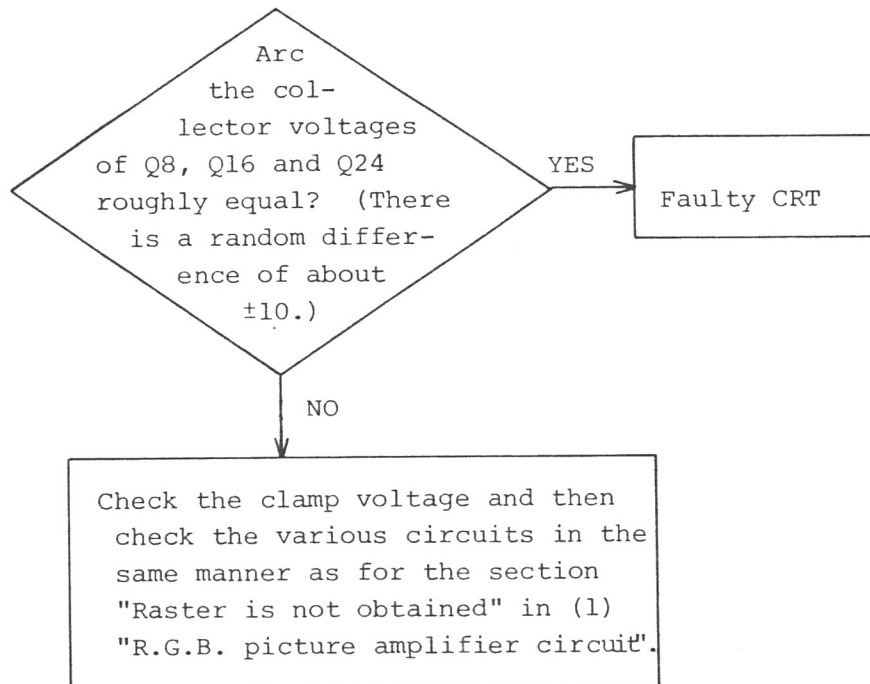 Arc
the col-
lector voltages
of Q8, Q16 and Q24
roughly equal? (There
is a random differ-
ence of about
±10.)
YES
Faulty CRT
NO
Check the clamp voltage and then
check the various circuits in the
same manner as for the section
"Raster is not obtained" in (1)
"R.G.B. picture amplifier circuit".